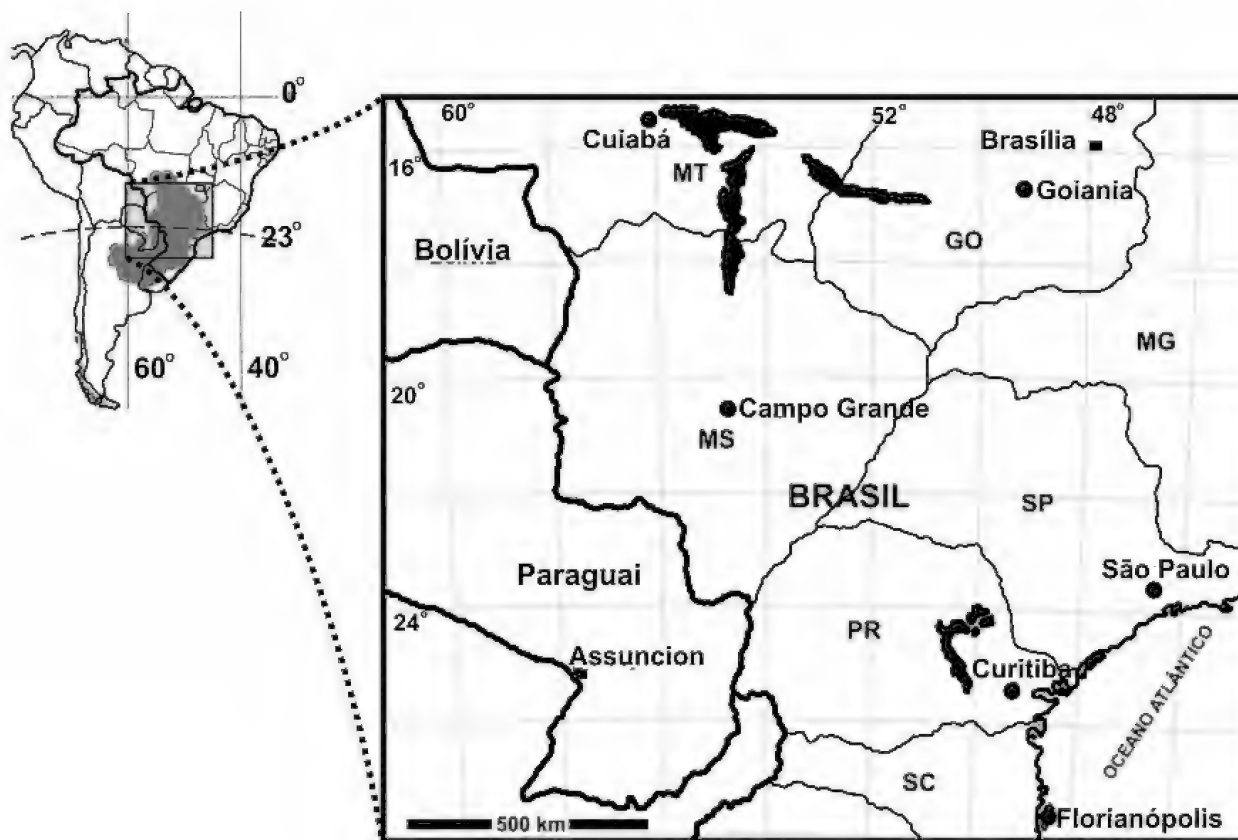 0°
23°
60°
40°
60°
52°
48°
Cuiabá
Brasília
16°
MT
Goiania
Bolívia
GO
MG
20°
Campo Grande
MS
BRASIL
SP
Paraguai
São Paulo
24°
PR
Assuncion
Curitiba
OCEANO ATLÂNTICO
SC
500 km
Florianópolis